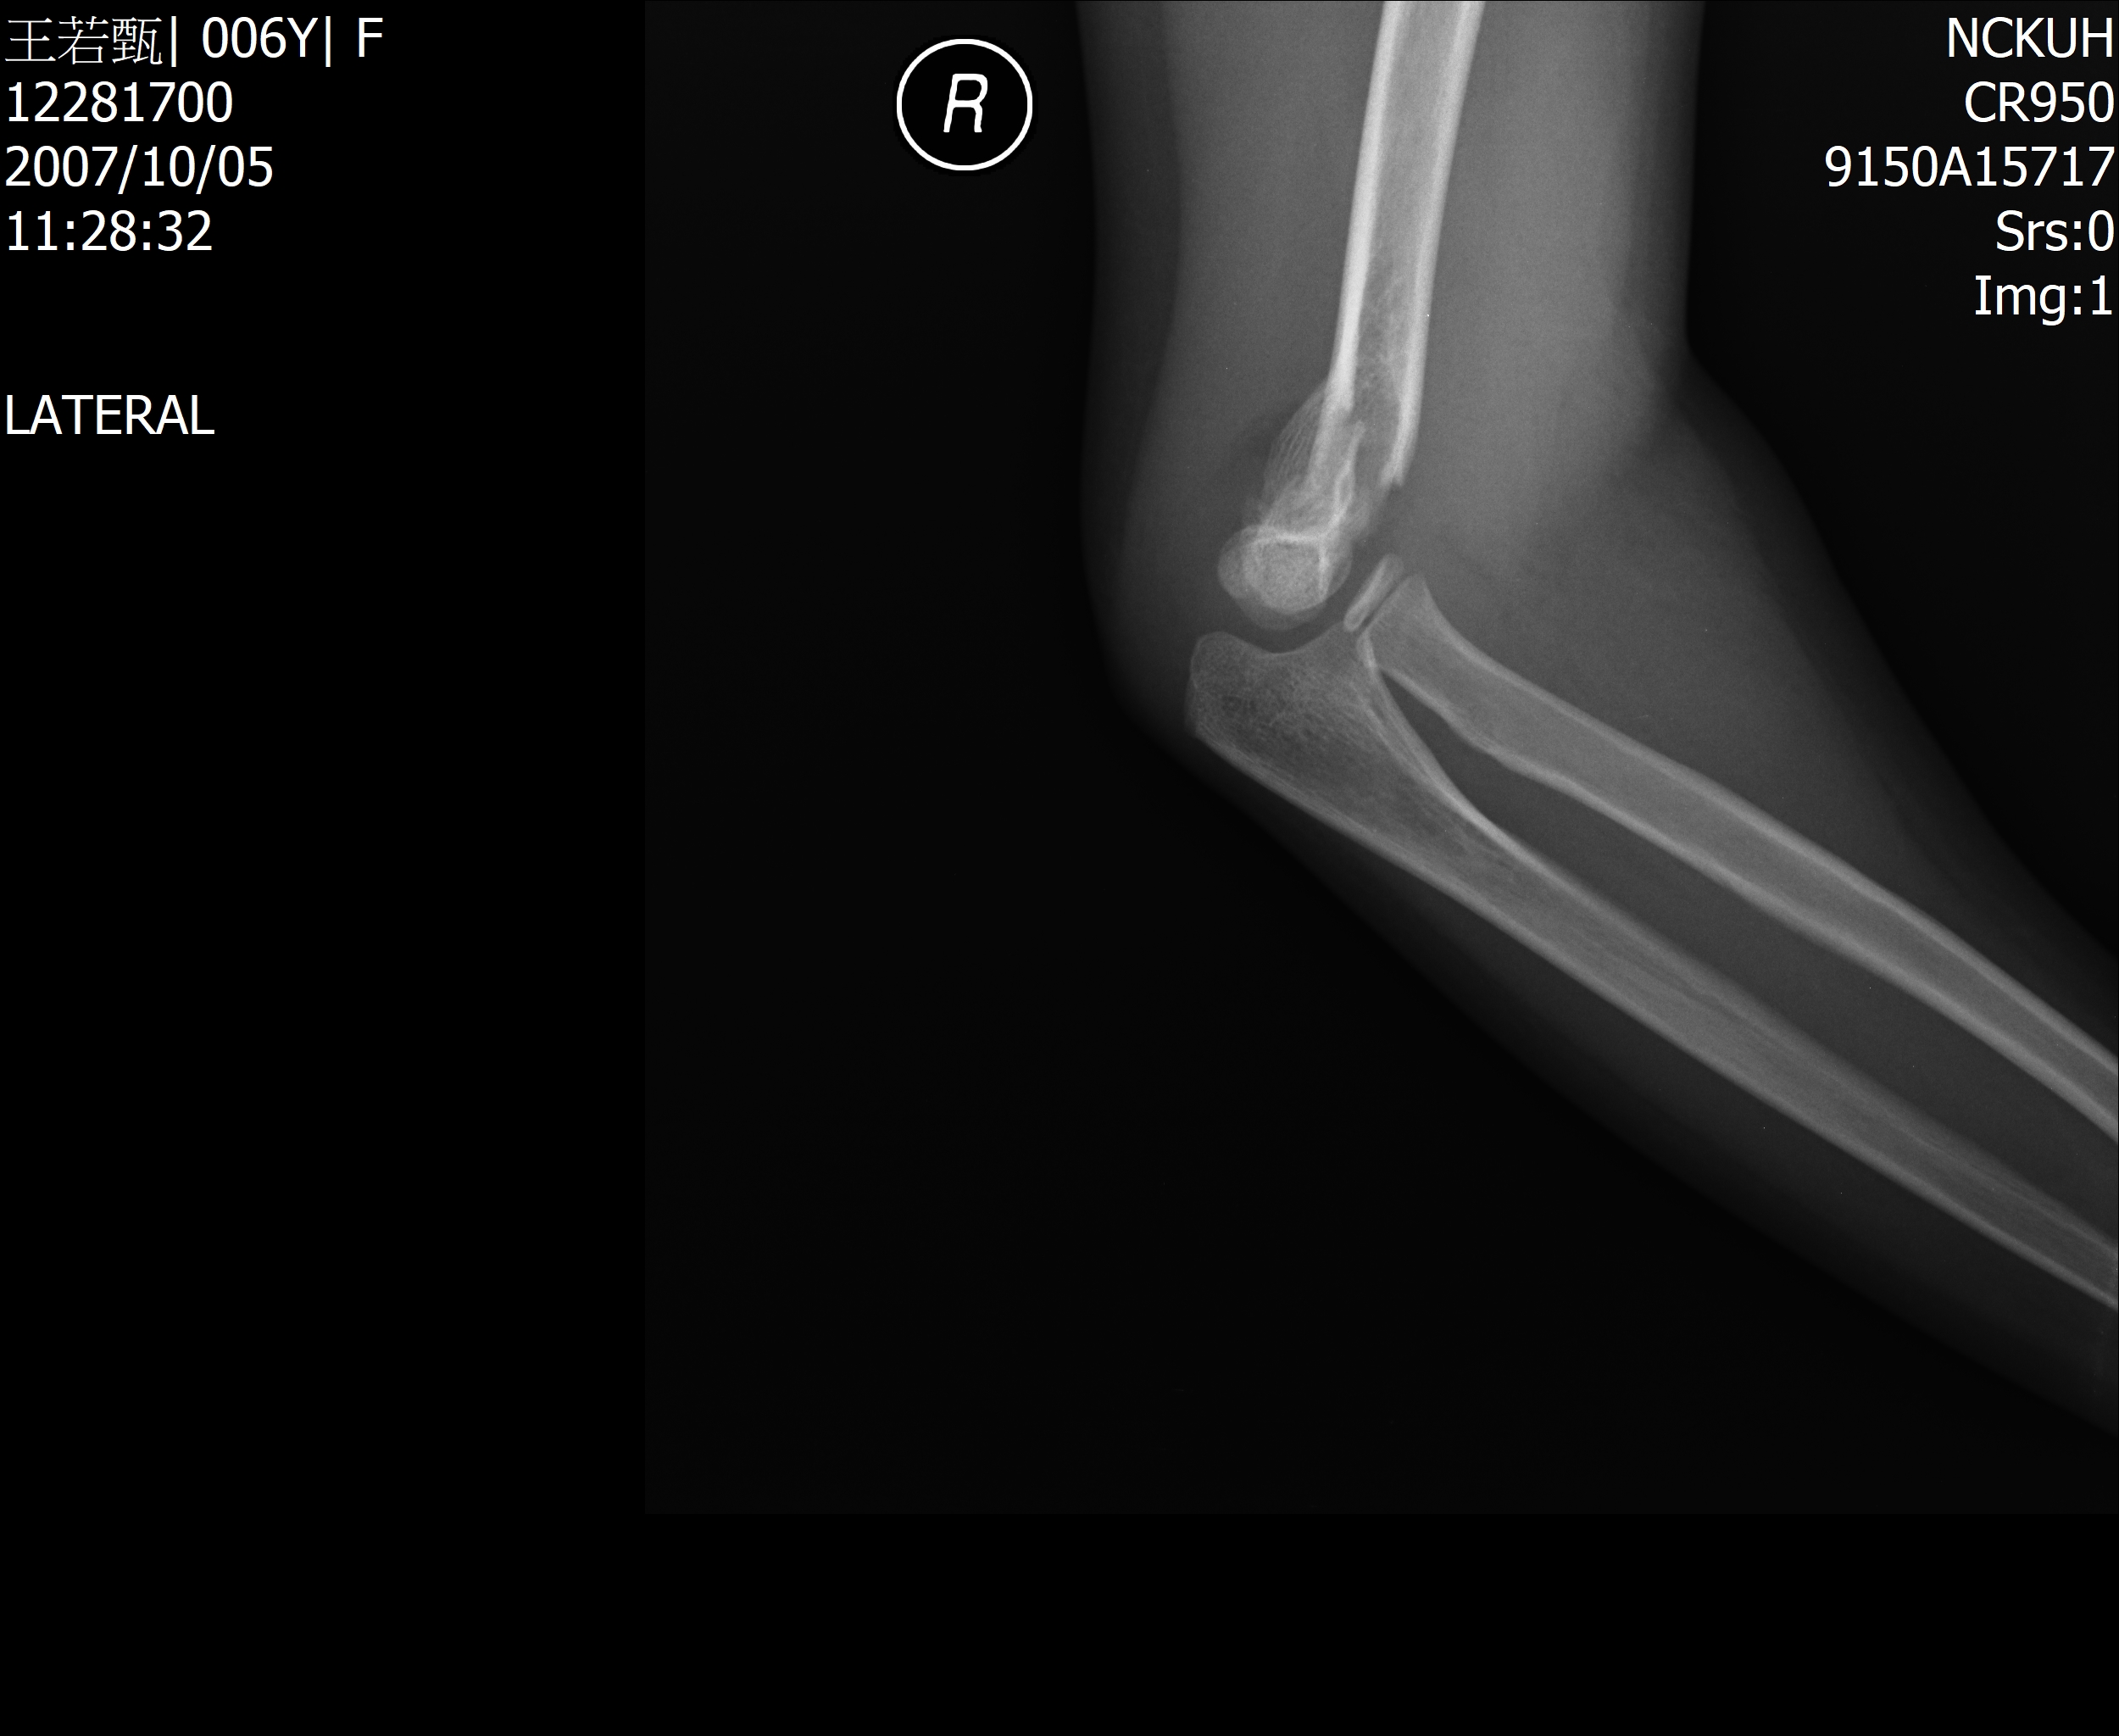 王若甄| 006Y| F
12281700
2007/10/05
11:28:32
LATERAL
R
NCKUH
CR950
9150A15717
Srs:0
Img:1